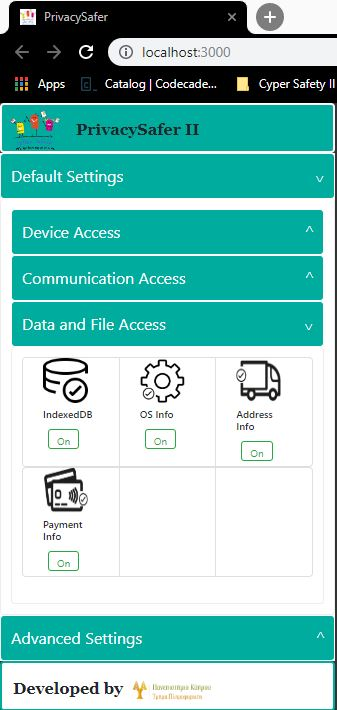 PrivacySafer
localhost:3000
Apps
Catalog | Codecade...
Cyper Safety II
PrivacySafer II
Default Settings
Device Access
Communication Access
Data and File Access
IndexedDB
OS Info
Address
Info
On
On
On
Payment
Info
On
Advanced Settings
Developed by
Πανεπιστήμιο Κύπρου
Τμήμα Πληροφορικής